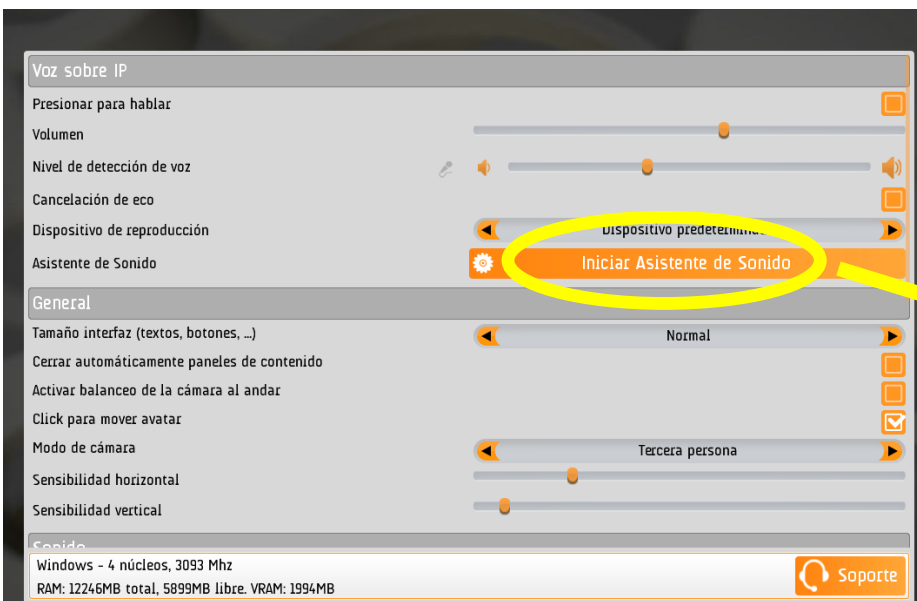 Voz sobre IP
Presionar para hablar
Volumen
Nivel de detección de voz
Cancelación de eco
Dispositivo de reproducción Dispositivo predeterminado
Asistente de Sonido Iniciar Asistente de Sonido
General
Tamaño interfaz (textos, botones, ...) Normal
Cerrar automáticamente paneles de contenido
Activar balanceo de la cámara al andar
Click para mover avatar
Modo de cámara Tercera persona
Sensibilidad horizontal
Sensibilidad vertical
Sonido
Windows - 4 núcleos, 3093 Mhz
RAM: 12246MB total, 5899MB libre. VRAM: 1994MB
Soporte